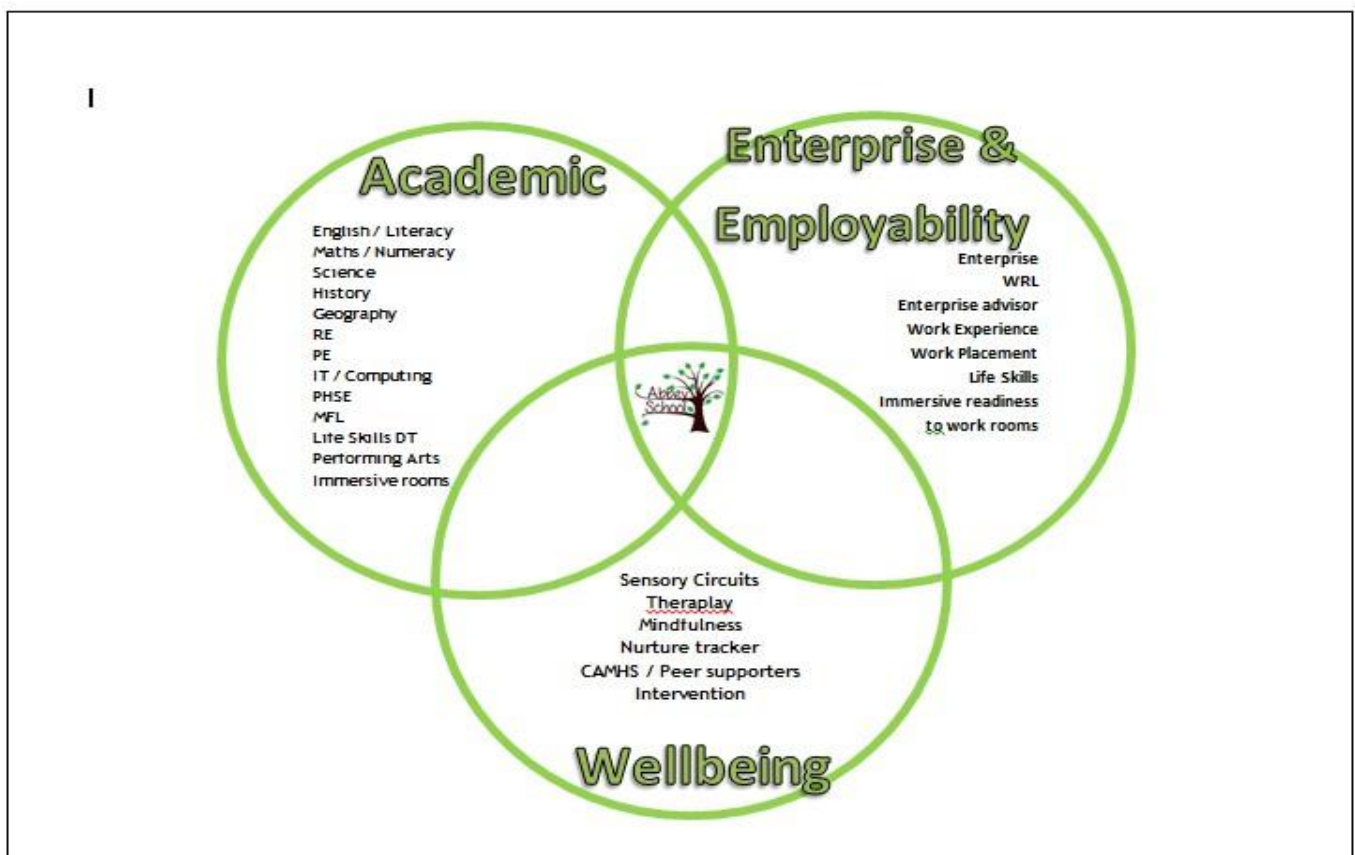 I
Academic
English / Literacy
Maths / Numeracy
Science
History
Geography
RE
PE
IT / Computing
PHSE
MFL
Life Skills DT
Performing Arts
Immersive rooms
Enterprise &
Employability
Enterprise
WRL
Enterprise advisor
Work Experience
Work Placement
Life Skills
Immersive readiness
to work rooms
Abbey
School
Sensory Circuits
Theraplay
Mindfulness
Nurture tracker
CAMHS / Peer supporters
Intervention
Wellbeing